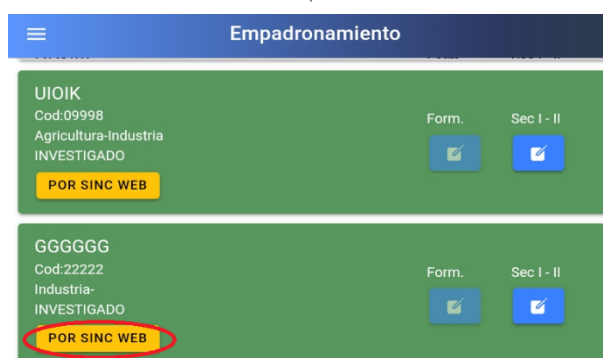 Empadronamiento
UIOIK
Cod:09998
Agricultura-Industria
INVESTIGADO
Form.
Sec I - II
POR SINC WEB
GGGGGG
Cod:22222
Industria-
INVESTIGADO
Form.
Sec I - II
POR SINC WEB